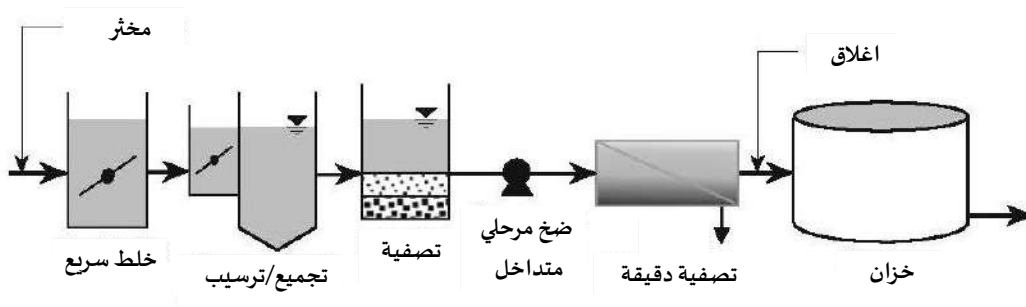 مخثر
اغلاق
خلط سريع
تجميع/ترسيب
تصفية
ضخ مرحلي
متداخل
تصفية دقيقة
خزان